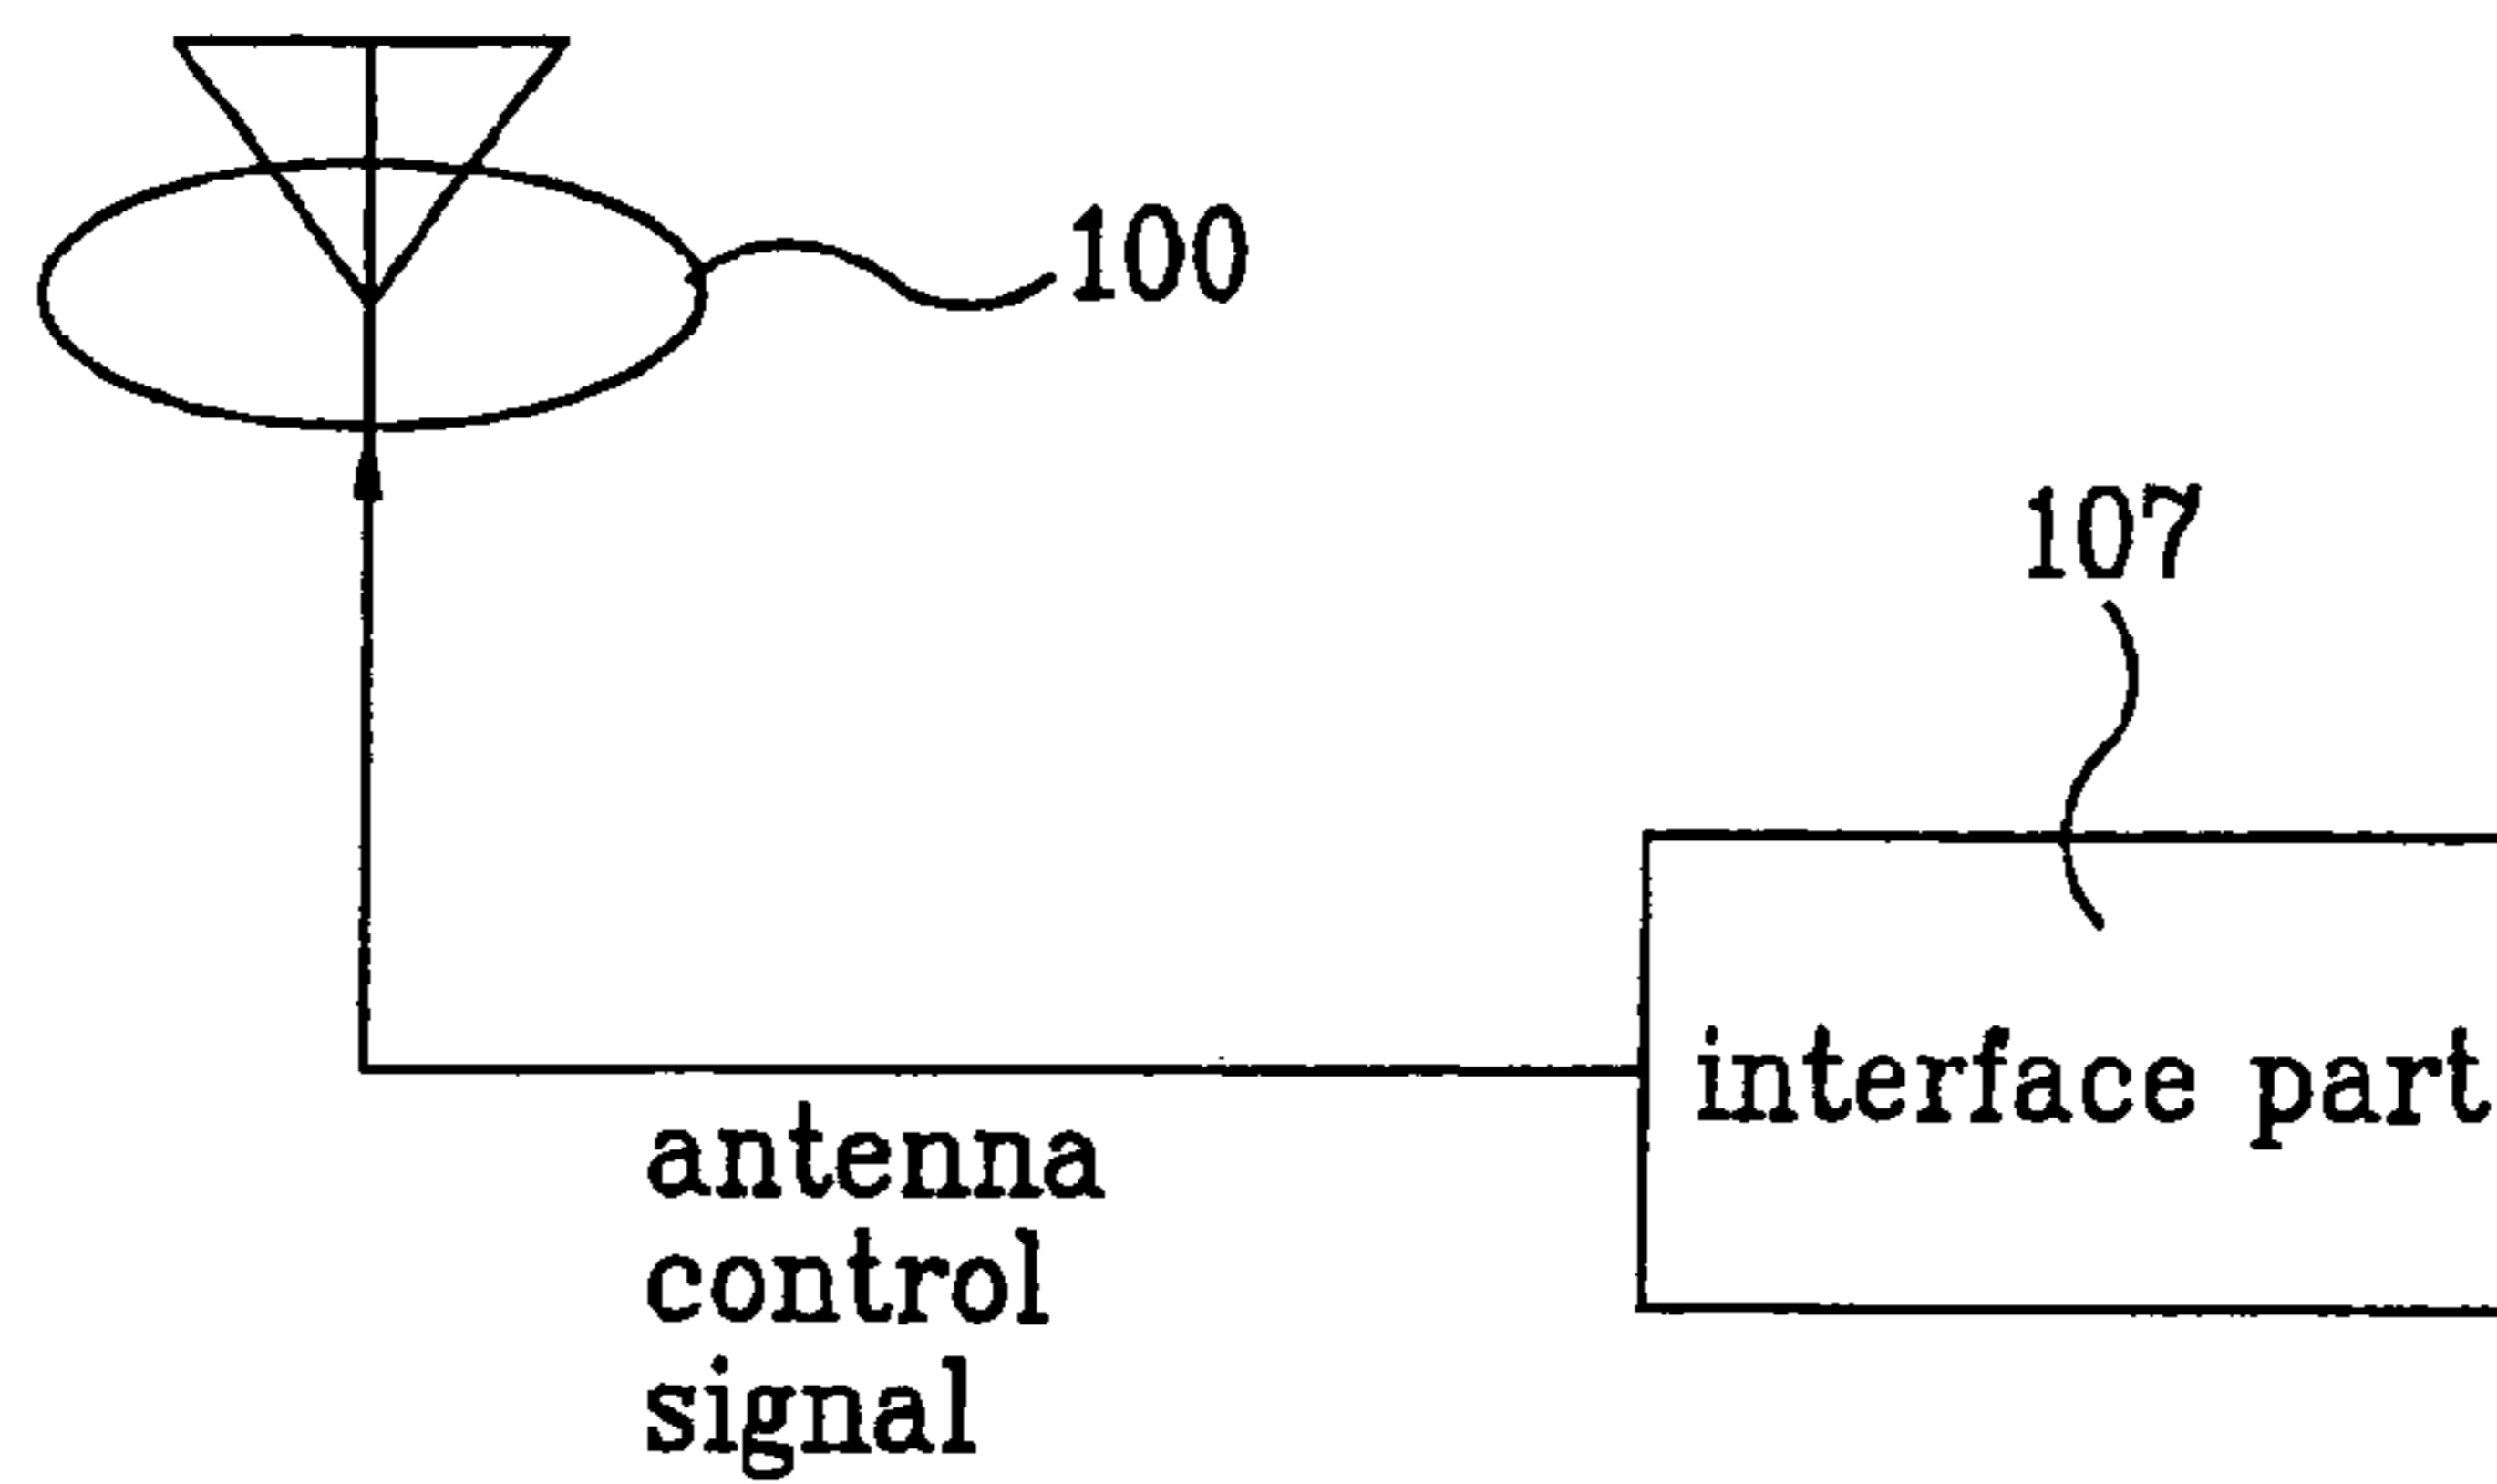 100
107
interface part
antenna
control
signal